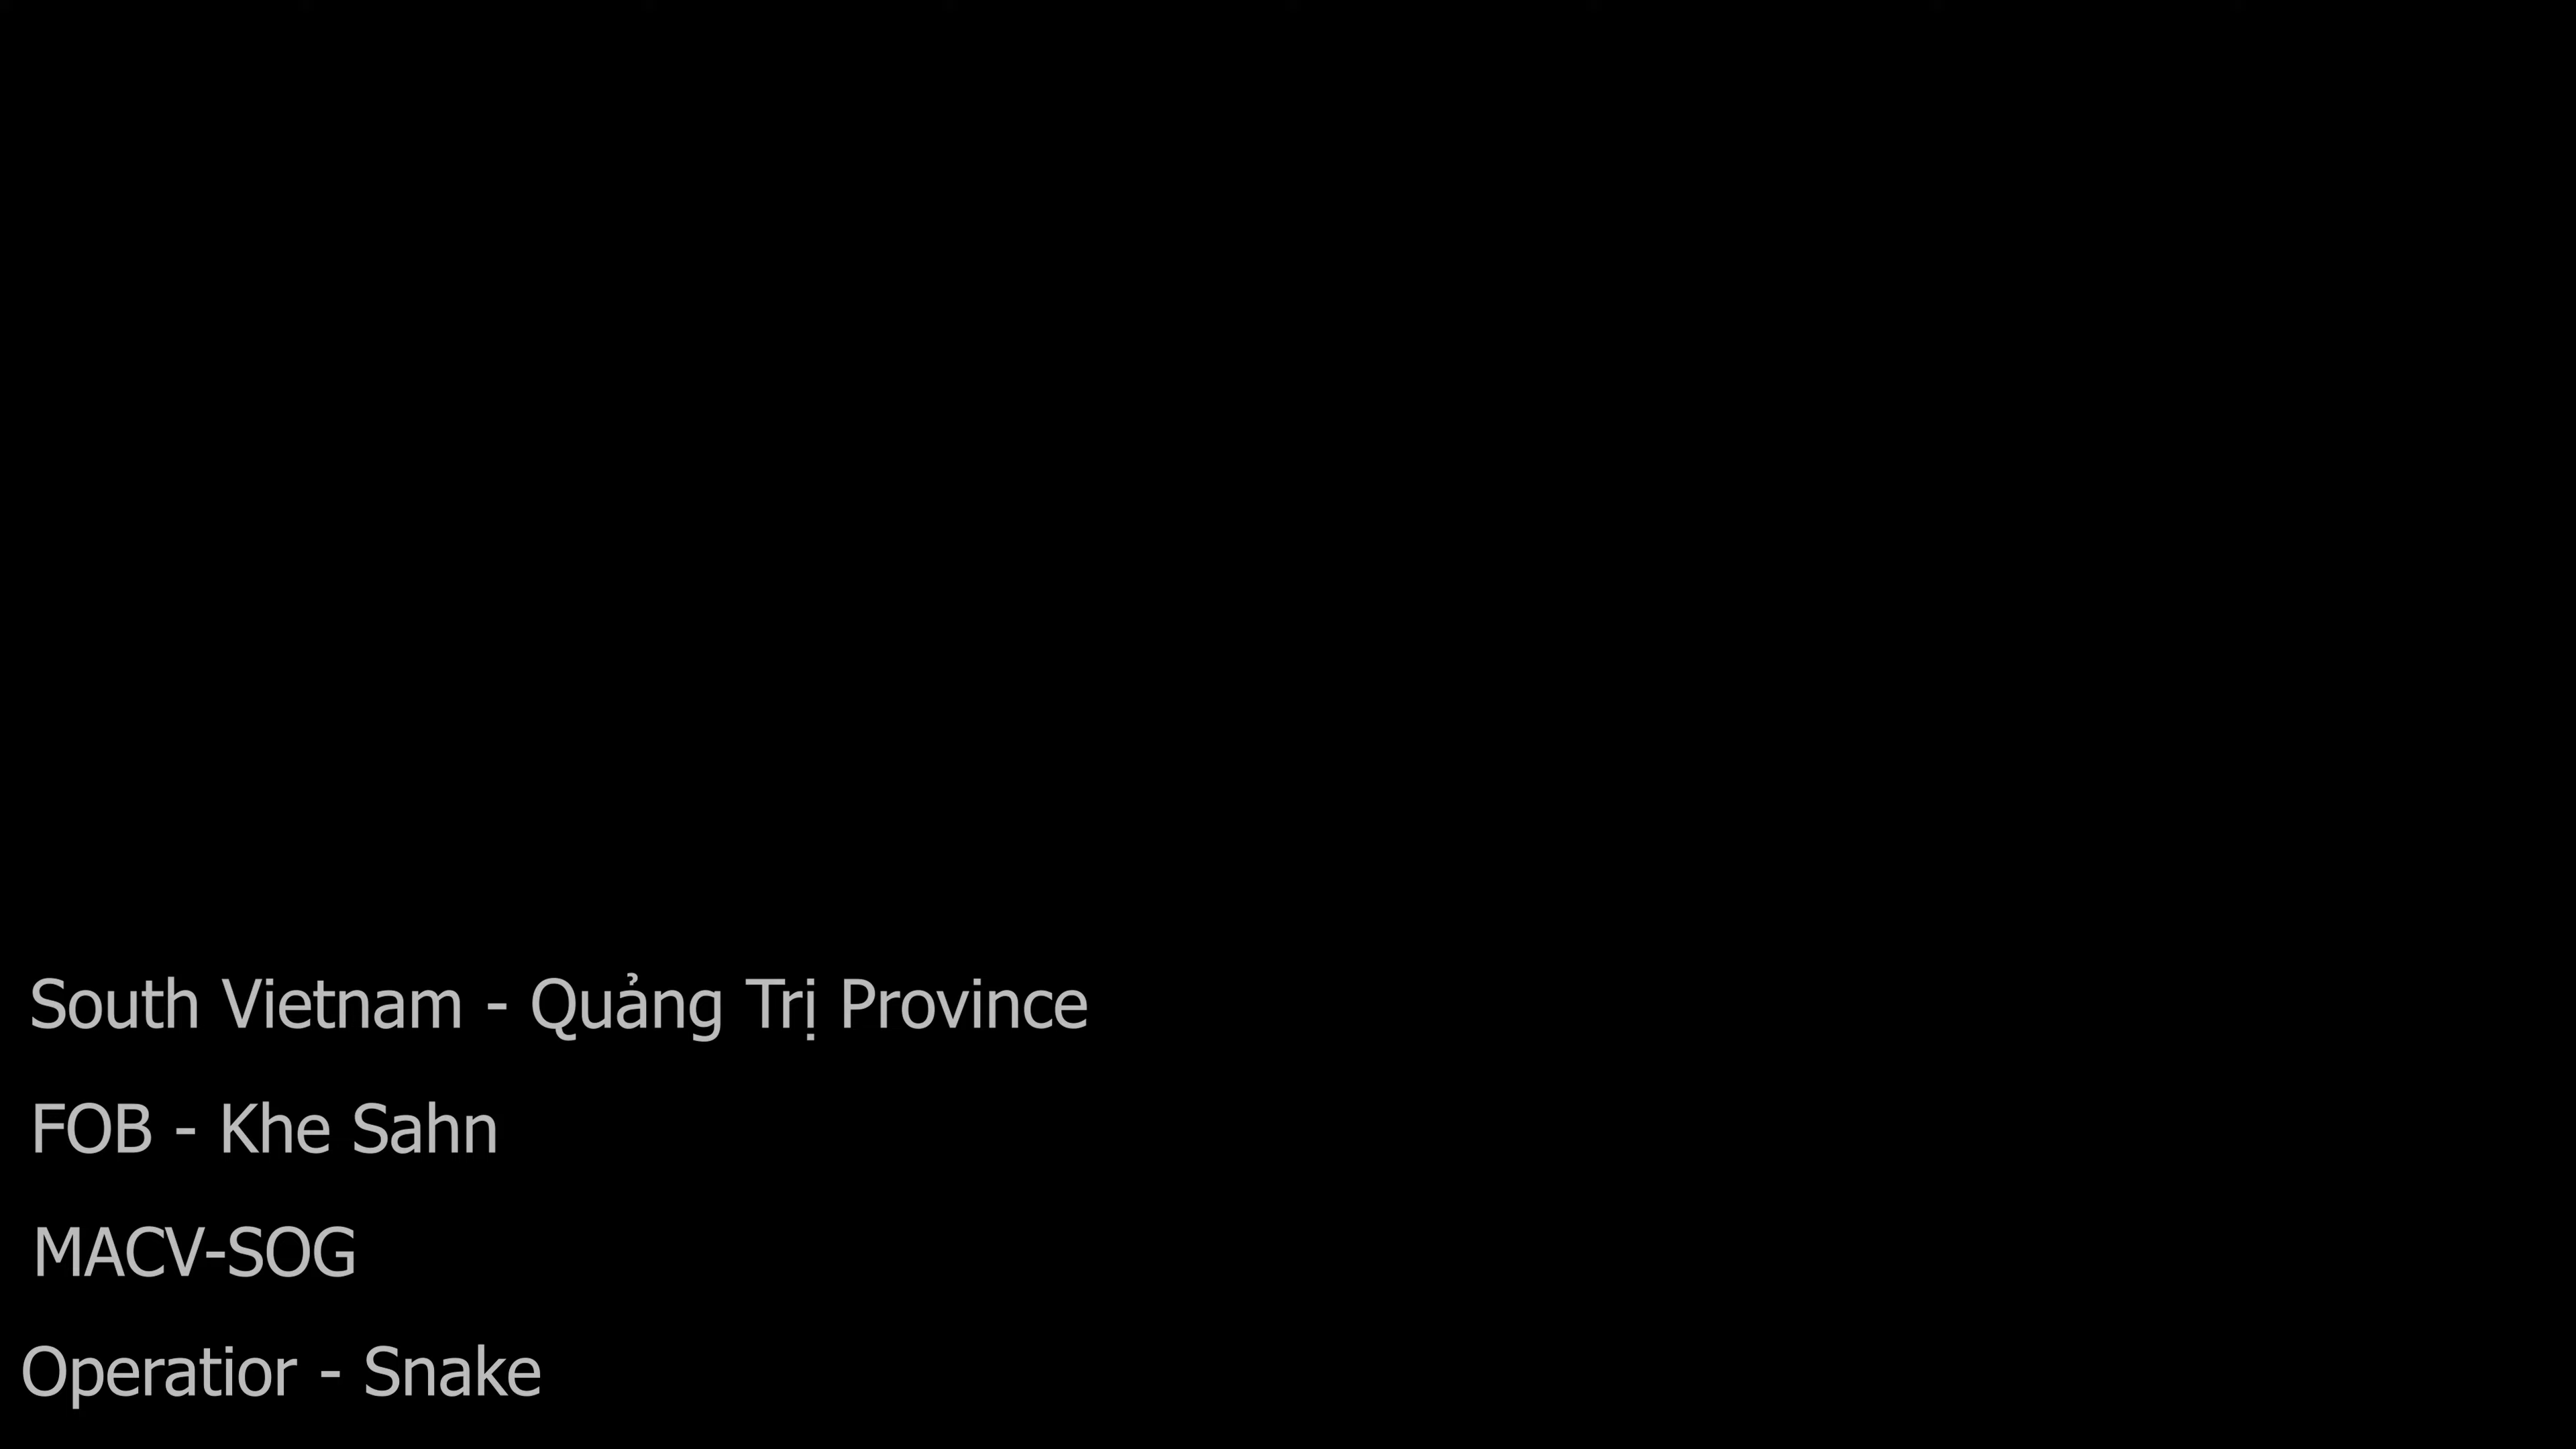 South Vietnam - Quảng Trị Province
FOB - Khe Sahn
MACV-SOG
Operatior - Snake